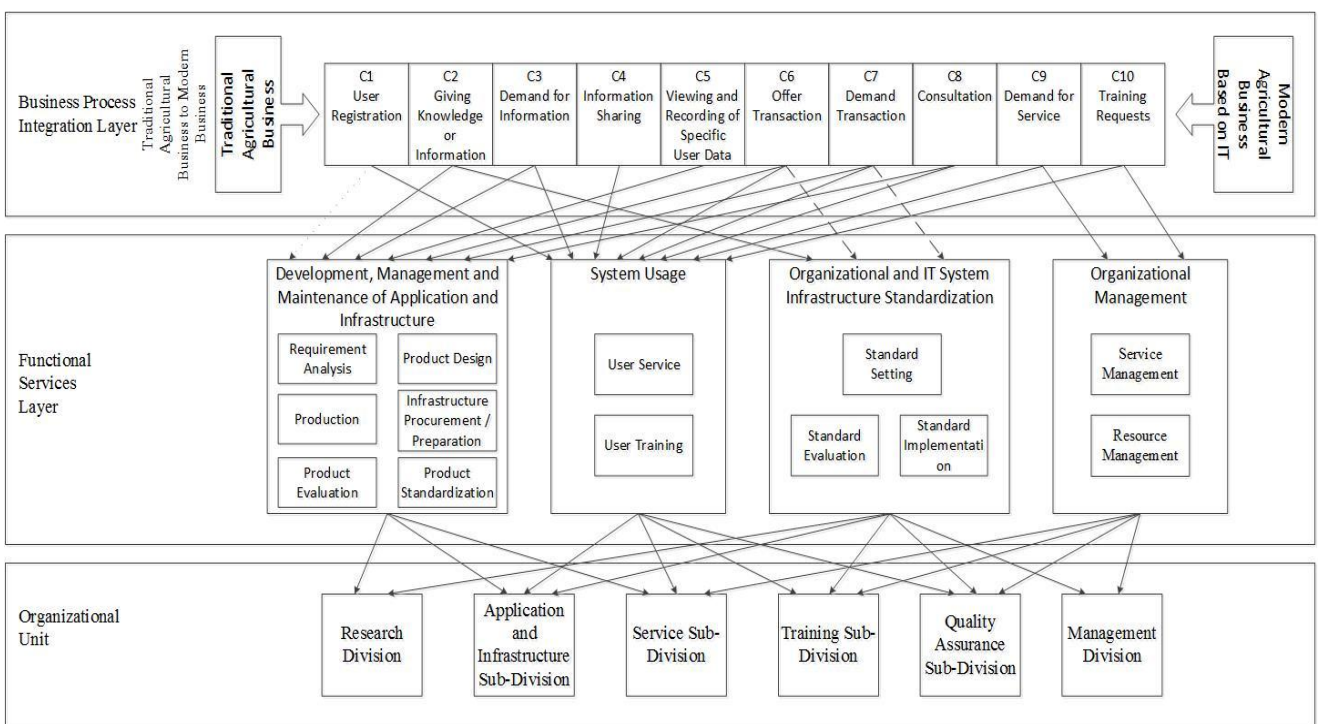 Business Process
Integration Layer
Traditional
Agricultural
Business to Modern
Business
Traditional
Agricultural
Business
C1
User
Registration
C2
Giving
Knowledge
or
Information
C3
Demand for
Information
C4
Information
Sharing
C5
Viewing and
Recording of
Specific
User Data
C6
Offer
Transaction
C7
Demand
Transaction
C8
Consultation
C9
Demand for
Service
C10
Training
Requests
Modern
Agricultural
Business
Based on IT
Functional
Services
Layer
Development, Management and
Maintenance of Application and
Infrastructure
Requirement
Analysis
Product Design
Production
Infrastructure
Procurement /
Preparation
Product
Evaluation
Product
Standardization
System Usage
User Service
User Training
Organizational and IT System
Infrastructure Standardization
Standard
Setting
Standard
Evaluation
Standard
Implementati
on
Organizational
Management
Service
Management
Resource
Management
Organizational
Unit
Research
Division
Application
and
Infrastructure
Sub-Division
Service Sub-
Division
Training Sub-
Division
Quality
Assurance
Sub-Division
Management
Division